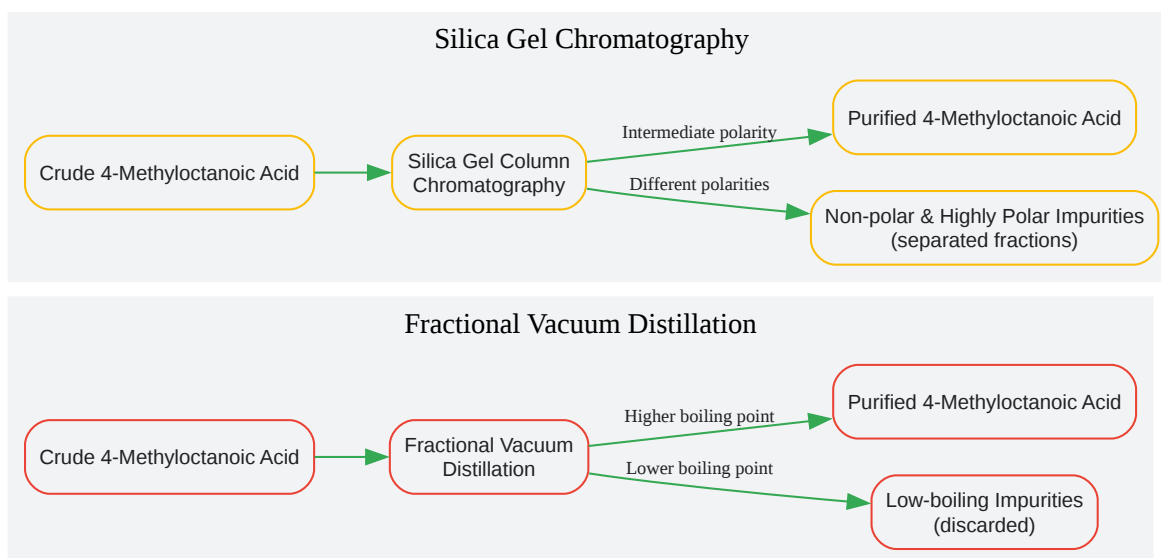 Silica Gel Chromatography
Crude 4-Methyloctanoic Acid
Silica Gel Column
Chromatography
Intermediate polarity
Different polarities
Purified 4-Methyloctanoic Acid
Non-polar & Highly Polar Impurities
(separated fractions)
Fractional Vacuum Distillation
Crude 4-Methyloctanoic Acid
Fractional Vacuum
Distillation
Higher boiling point
Lower boiling point
Purified 4-Methyloctanoic Acid
Low-boiling Impurities
(discarded)